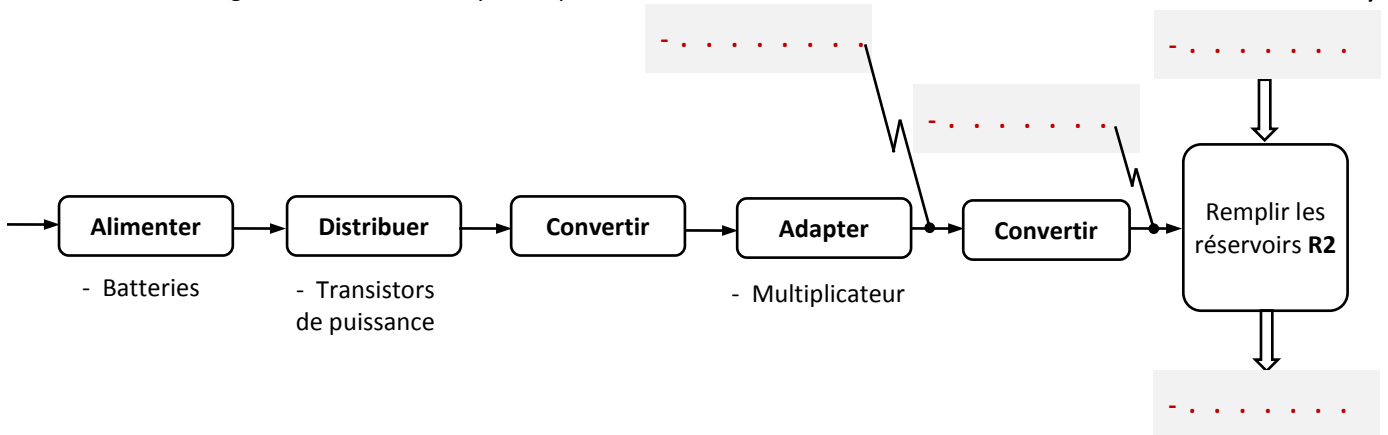 - . . . . . . . .
- . . . . . . .
- . . . . . . .
Alimenter
Distribuer
Convertir
Adapter
Convertir
Remplir les
réservoirs R2
- Batteries
- Transistors
de puissance
- Multiplicateur
- . . . . . . .